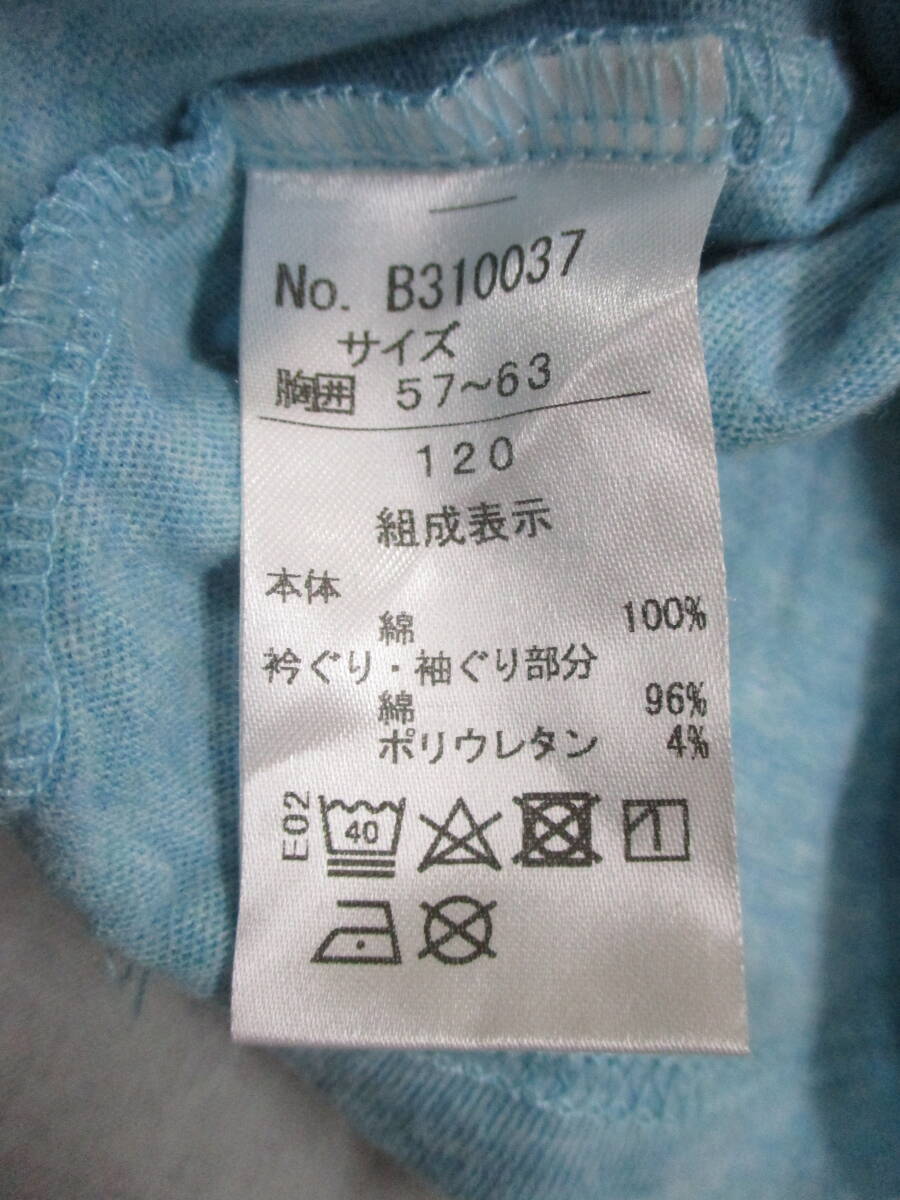 No. B310037
サイズ
胸囲 57~63
120
組成表示
本体
綿 100%
衿ぐり・袖ぐり部分
綿 96%
ポリウレタン 4%
E02
40